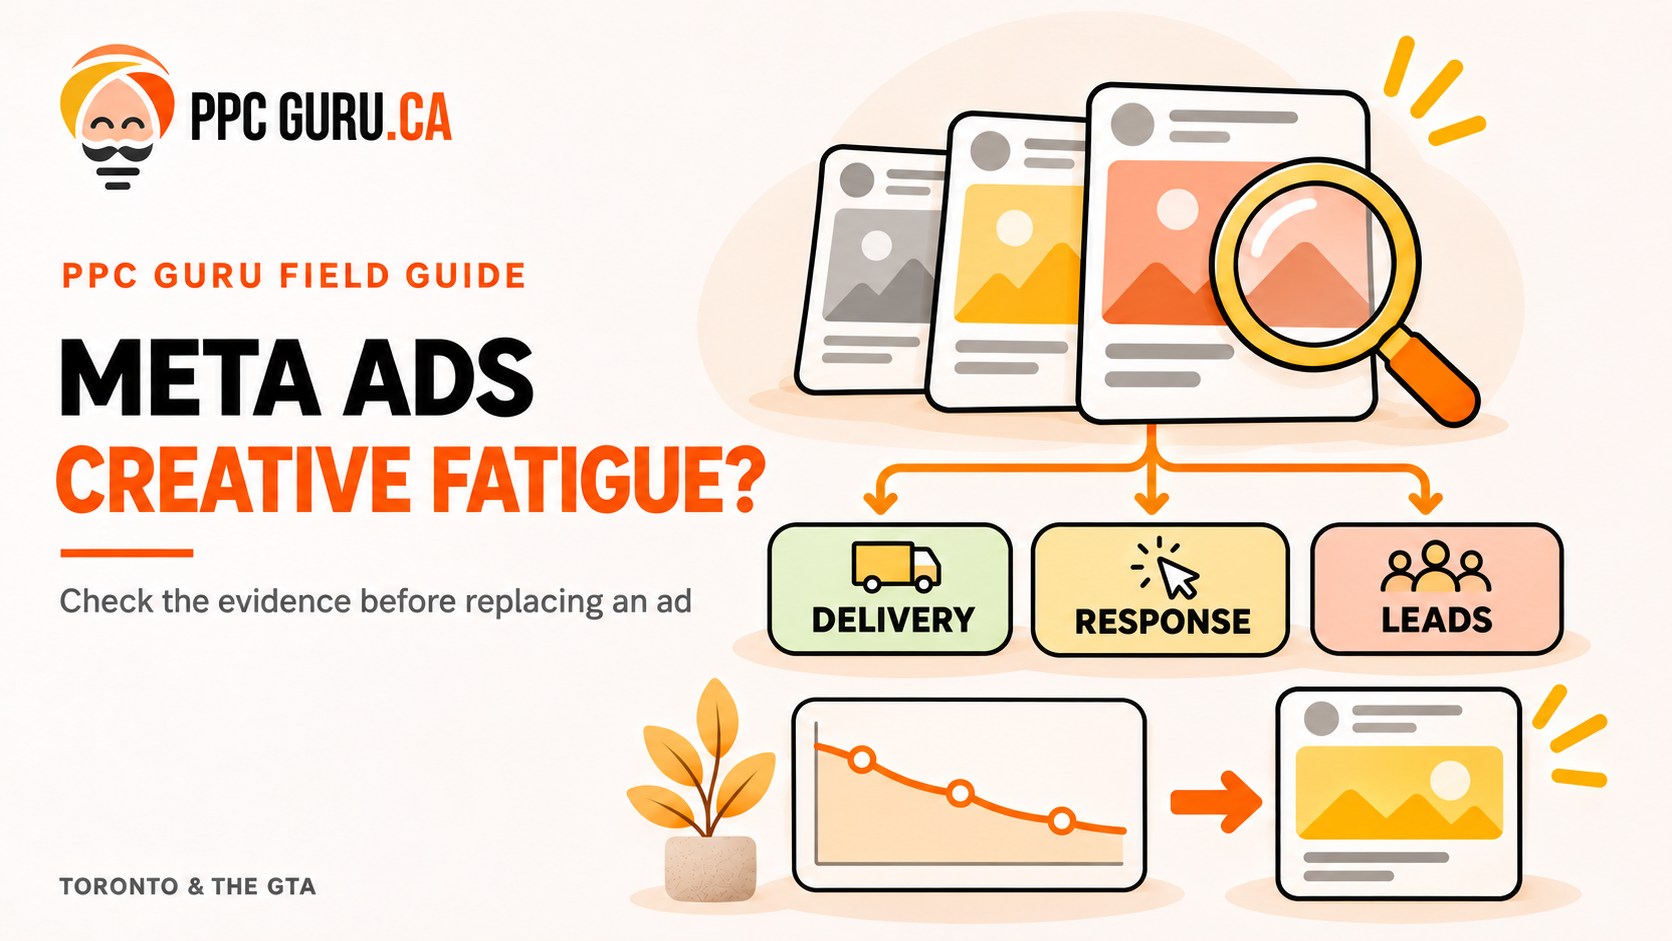 PPC GURU.CA
PPC GURU FIELD GUIDE
META ADS
CREATIVE FATIGUE?
Check the evidence before replacing an ad
DELIVERY
RESPONSE
LEADS
TORONTO & THE GTA